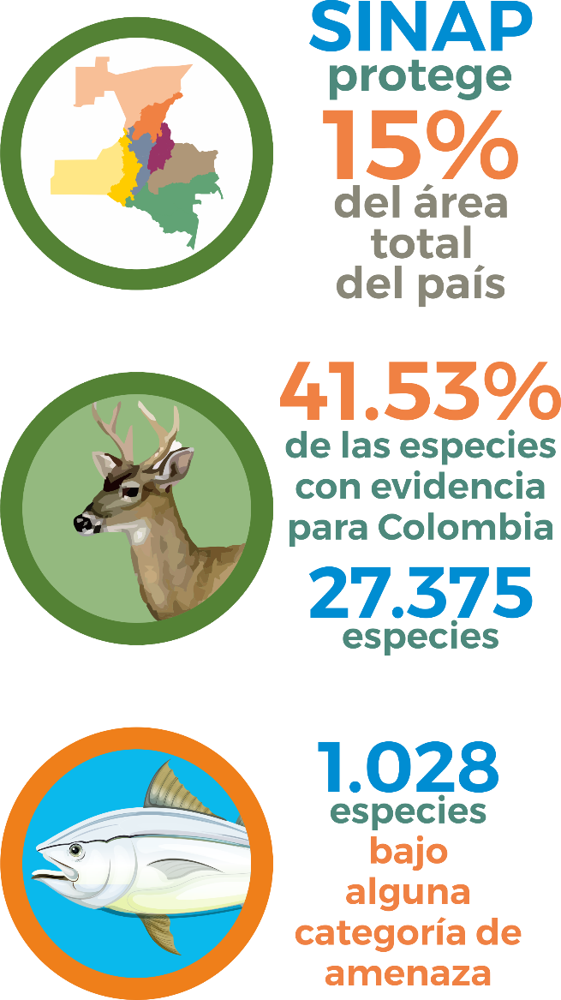 SINAP
protege
15%
del área
total
del país
41.53%
de las especies
con evidencia
para Colombia
27.375
especies
1.028
especies
bajo
alguna
categoría de
amenaza